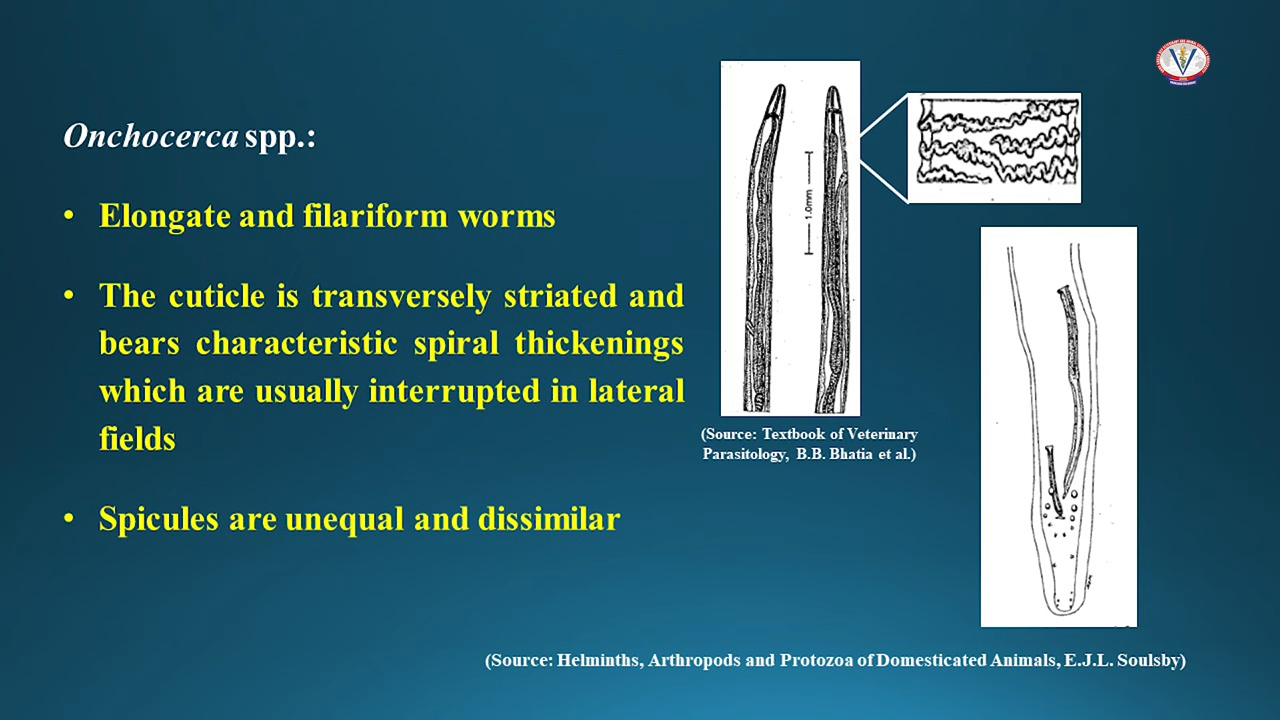 Onchocerca spp.:
• Elongate and filariform worms
• The cuticle is transversely striated and
bears characteristic spiral thickenings
which are usually interrupted in lateral
fields
• Spicules are unequal and dissimilar
1.0mm
(Source: Textbook of Veterinary
Parasitology, B.B. Bhatia et al.)
(Source: Helminths, Arthropods and Protozoa of Domesticated Animals, E.J.L. Soulsby)